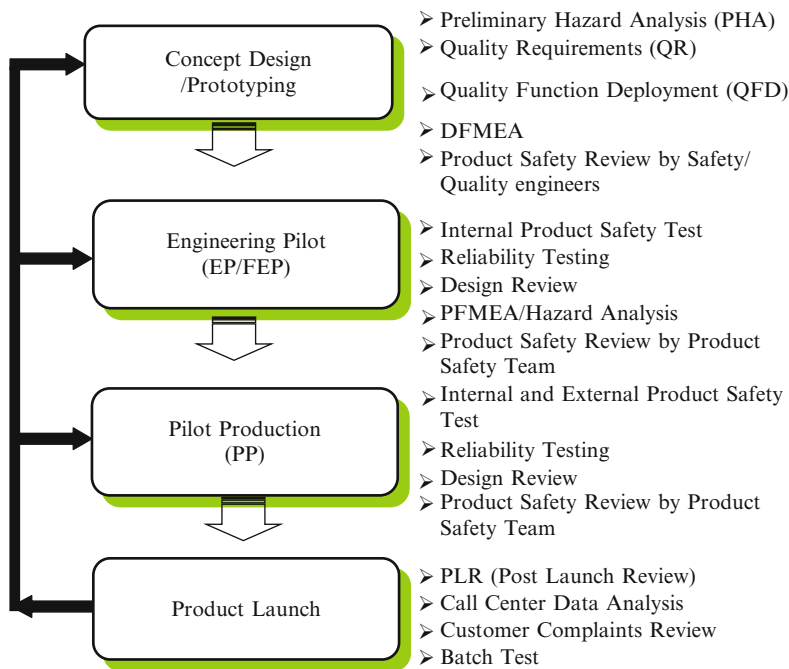 Concept Design
/Prototyping
➢ Preliminary Hazard Analysis (PHA)
➢ Quality Requirements (QR)
➢ Quality Function Deployment (QFD)
➢ DFMEA
➢ Product Safety Review by Safety/
Quality engineers
Engineering Pilot
(EP/FEP)
➢ Internal Product Safety Test
➢ Reliability Testing
➢ Design Review
➢ PFMEA/Hazard Analysis
➢ Product Safety Review by Product
Safety Team
Pilot Production
(PP)
➢ Internal and External Product Safety
Test
➢ Reliability Testing
➢ Design Review
➢ Product Safety Review by Product
Safety Team
Product Launch
➢ PLR (Post Launch Review)
➢ Call Center Data Analysis
➢ Customer Complaints Review
➢ Batch Test